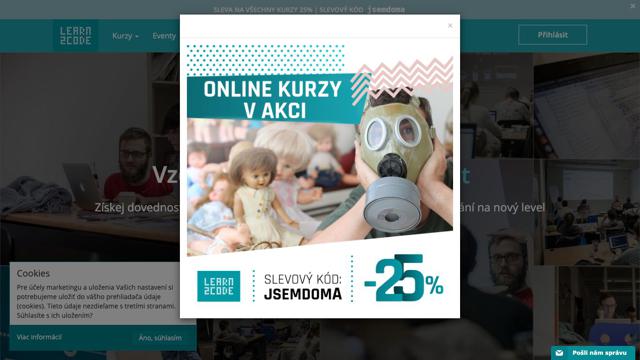 SLEVA NA VŠECHNY KURZY 25% | SLEVOVÝ KÓD jsemdoma
×
LEARN
2CODE
Kurzy
Eventy
Přihlásit
×
ONLINE KURZY
V AKCI
Vz
t
Získej dovednos
ání na nový level
LEARN
2CODE
SLEVOVÝ KÓD:
JSEMDOMA
-25%
Cookies
Pre účely marketingu a uloženia Vašich nastavení si
potrebujeme uložiť do vášho prehliadača údaje
(cookies). Tieto údaje nezdieľame s tretími stranami.
Súhlasíte s ich uložením?
Viac informácií
Áno, súhlasím
Pošli nám správu